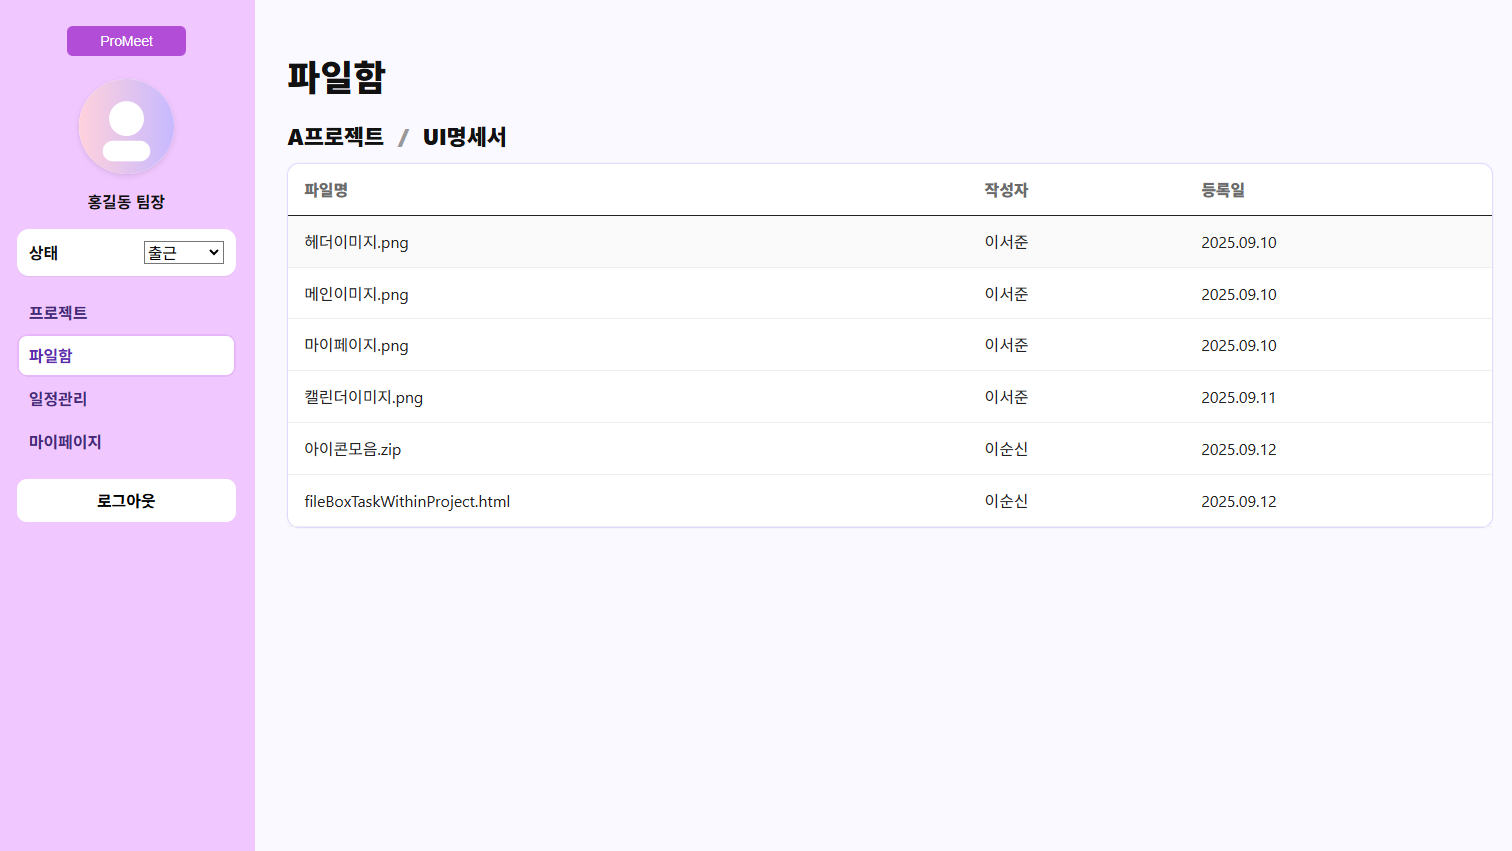 ProMeet
홍길동 팀장
상태 출근
프로젝트
파일함
일정관리
마이페이지
로그아웃
파일함
A프로젝트 / UI명세서
파일명 작성자 등록일
헤더이미지.png 이서준 2025.09.10
메인이미지.png 이서준 2025.09.10
마이페이지.png 이서준 2025.09.10
캘린더이미지.png 이서준 2025.09.11
아이콘모음.zip 이순신 2025.09.12
fileBoxTaskWithinProject.html 이순신 2025.09.12